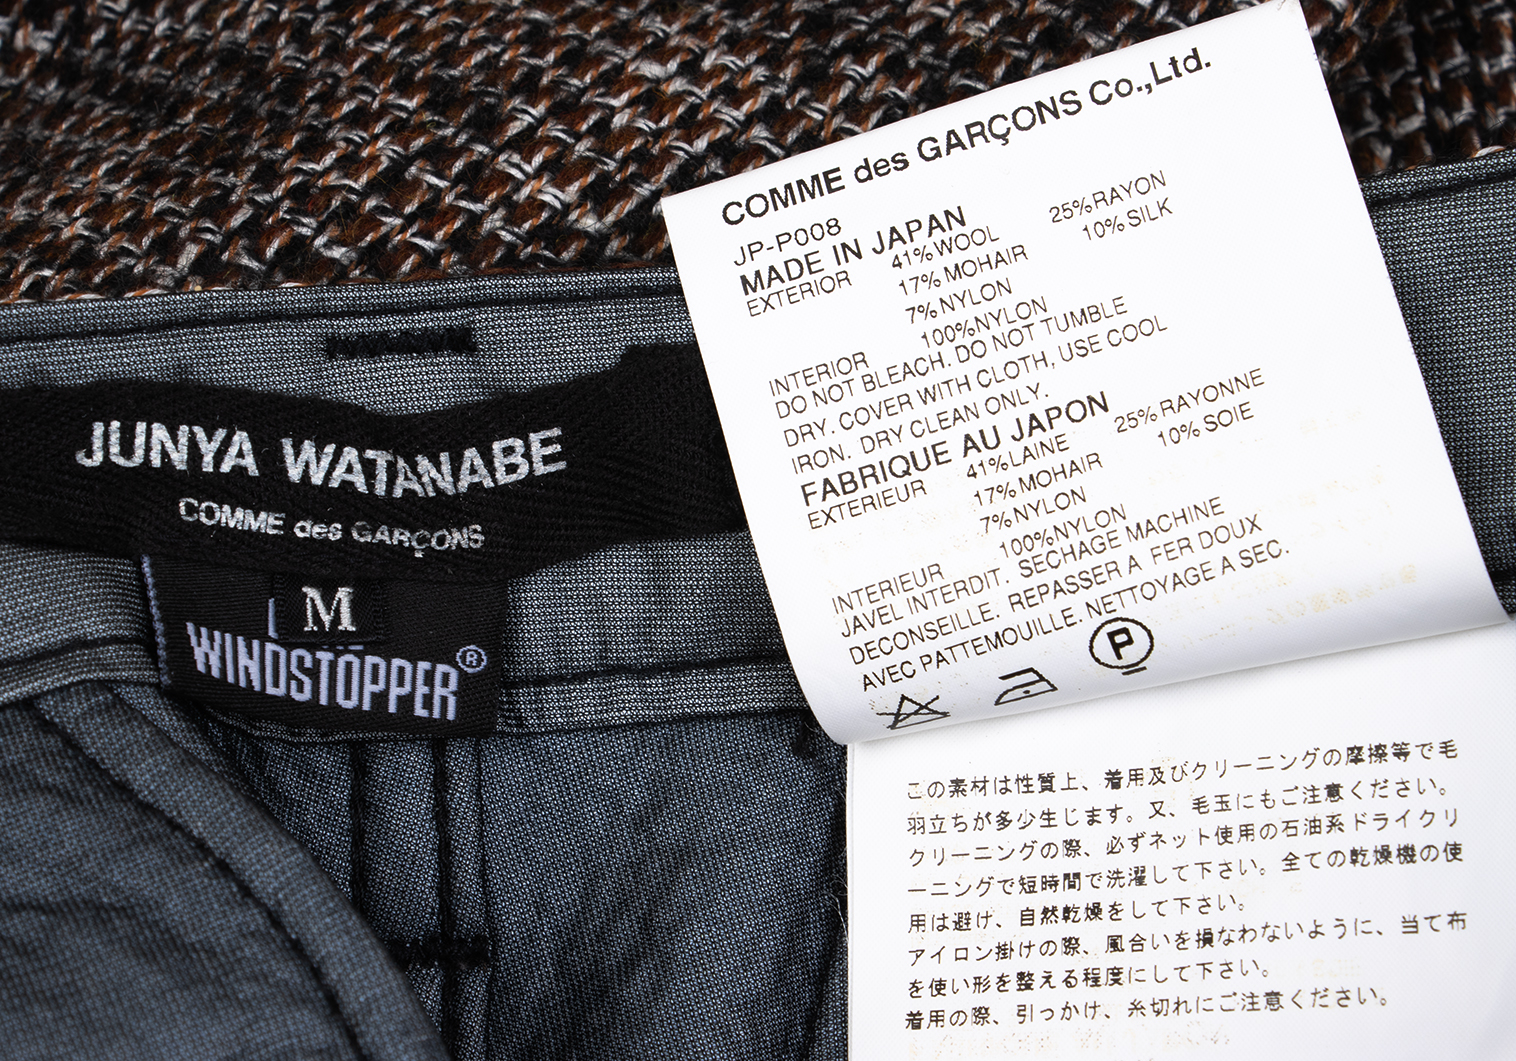 JUNYA WATANABE
COMME des GARÇONS
M
WINDSTOPPER®
COMME des GARÇONS Co.,Ltd.
JP-P008
MADE IN JAPAN
EXTERIOR 41%WOOL 25%RAYON
17%MOHAIR 10%SILK
7%NYLON
INTERIOR 100%NYLON
DO NOT BLEACH. DO NOT TUMBLE
DRY. COVER WITH CLOTH, USE COOL
IRON. DRY CLEAN ONLY.
FABRIQUE AU JAPON
EXTERIEUR 41%LAINE 25%RAYONNE
17%MOHAIR 10%SOIE
7%NYLON
INTERIEUR 100%NYLON
JAVEL INTERDIT. SECHAGE MACHINE
DECONSEILLE. REPASSER A FER DOUX
AVEC PATTEMOUILLE. NETTOYAGE A SEC.
P
この素材は性質上、着用及びクリーニングの摩擦等で毛
羽立ちが多少生じます。又、毛玉にもご注意ください。
クリーニングの際、必ずネット使用の石油系ドライクリ
ーニングで短時間で洗濯して下さい。全ての乾燥機の使
用は避け、自然乾燥をして下さい。
アイロン掛けの際、風合いを損なわないように、当て布
を使い形を整える程度にして下さい。
着用の際、引っかけ、糸切れにご注意ください。